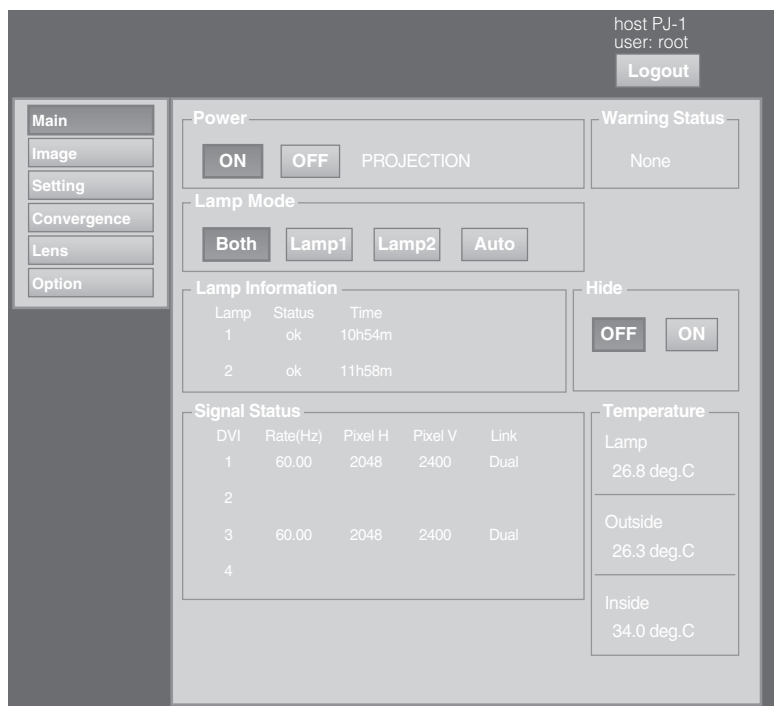 host PJ-1
user: root
Logout
Main
Image
Setting
Convergence
Lens
Option
Power
ON OFF PROJECTION
Warning Status
None
Lamp Mode
Both Lamp1 Lamp2 Auto
Lamp Information
Lamp Status Time
1 ok 10h54m
2 ok 11h58m
Hide
OFF ON
Signal Status
DVI Rate(Hz) Pixel H Pixel V Link
1 60.00 2048 2400 Dual
2
3 60.00 2048 2400 Dual
4
Temperature
Lamp
26.8 deg.C
Outside
26.3 deg.C
Inside
34.0 deg.C